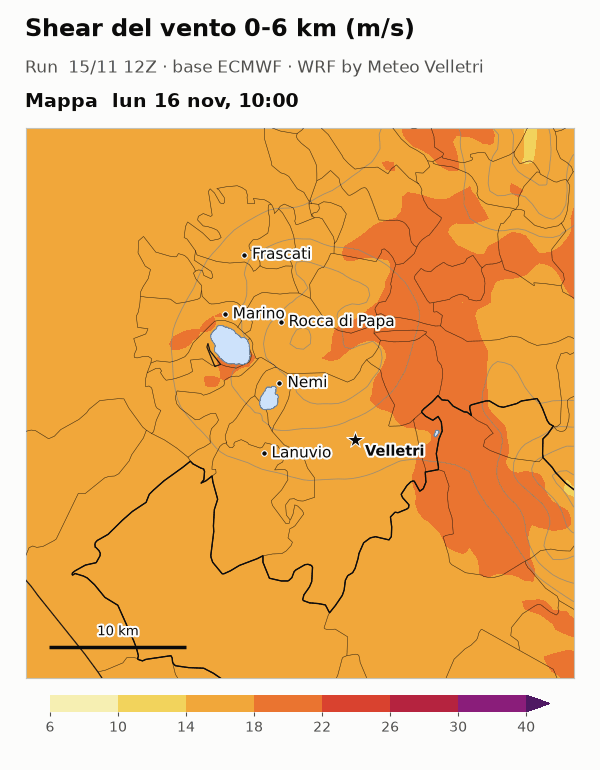 Shear del vento 0-6 km (m/s)
Run  15/11 12Z · base ECMWF · WRF by Meteo Velletri
Mappa  lun 16 nov, 10:00
Frascati
Marino
Rocca di Papa
Nemi
Velletri
Lanuvio
10 km
6 10 14 18 22 26 30 40